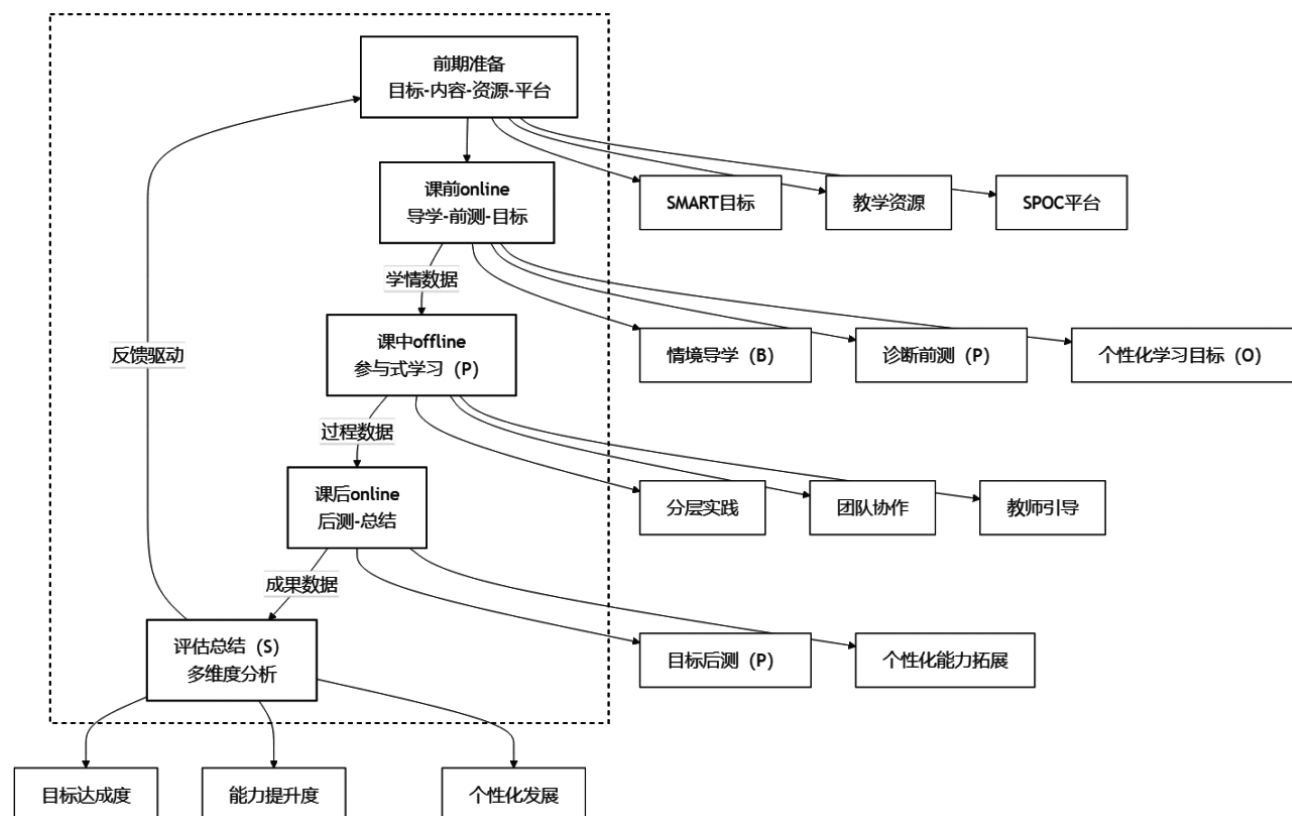 前期准备
目标-内容-资源-平台
课前online
导学-前测-目标
SMART目标
教学资源
SPOC平台
学情数据
课中offline
参与式学习（P）
情境导学（B）
诊断前测（P）
个性化学习目标（O）
反馈驱动
过程数据
课后online
后测-总结
分层实践
团队协作
教师引导
成果数据
评估总结（S）
多维度分析
目标后测（P）
个性化能力拓展
目标达成度
能力提升度
个性化发展